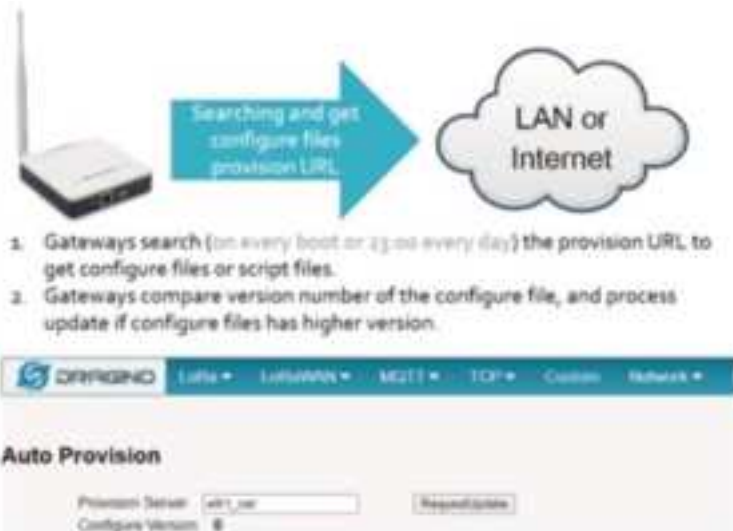 Searching and get
configure files
provision URL
LAN or
Internet
1. Gateways search (on every boot or 23:00 every day) the provision URL to
get configure files or script files.
2. Gateways compare version number of the configure file, and process
update if configure files has higher version.
DRAGINO LoRa LoRaWAN MQTT TCP Custom Network
Auto Provision
Provision Server
RequestUpdate
Configure Version